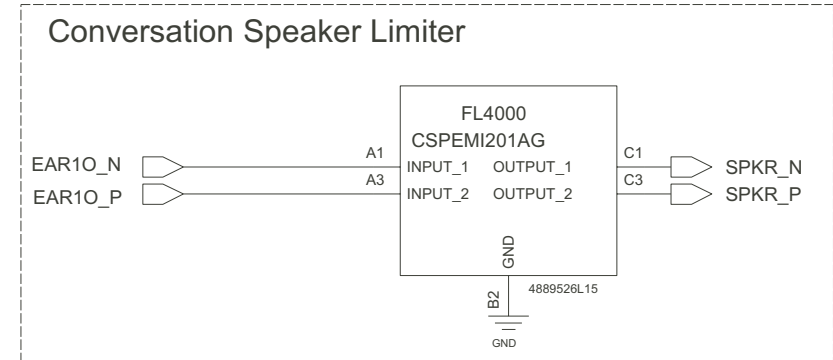 Conversation Speaker Limiter
FL4000
CSPEMI201AG
EAR1O_N
A1
INPUT_1
OUTPUT_1
C1
SPKR_N
EAR1O_P
A3
INPUT_2
OUTPUT_2
C3
SPKR_P
GND
B2
4889526L15
GND